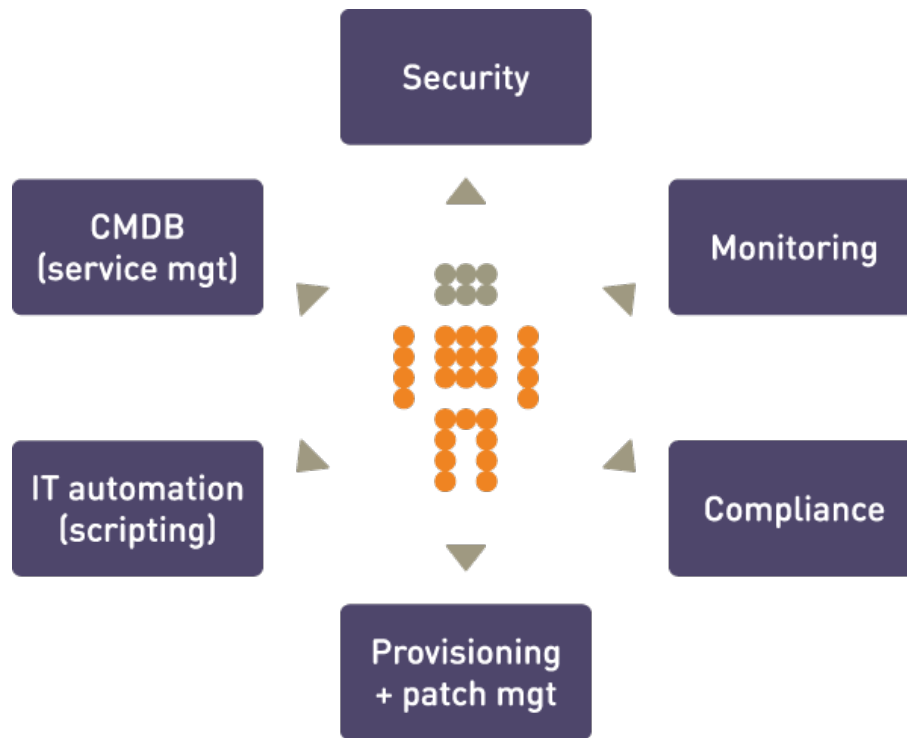 Security
CMDB
(service mgt)
Monitoring
IT automation
(scripting)
Compliance
Provisioning
+ patch mgt